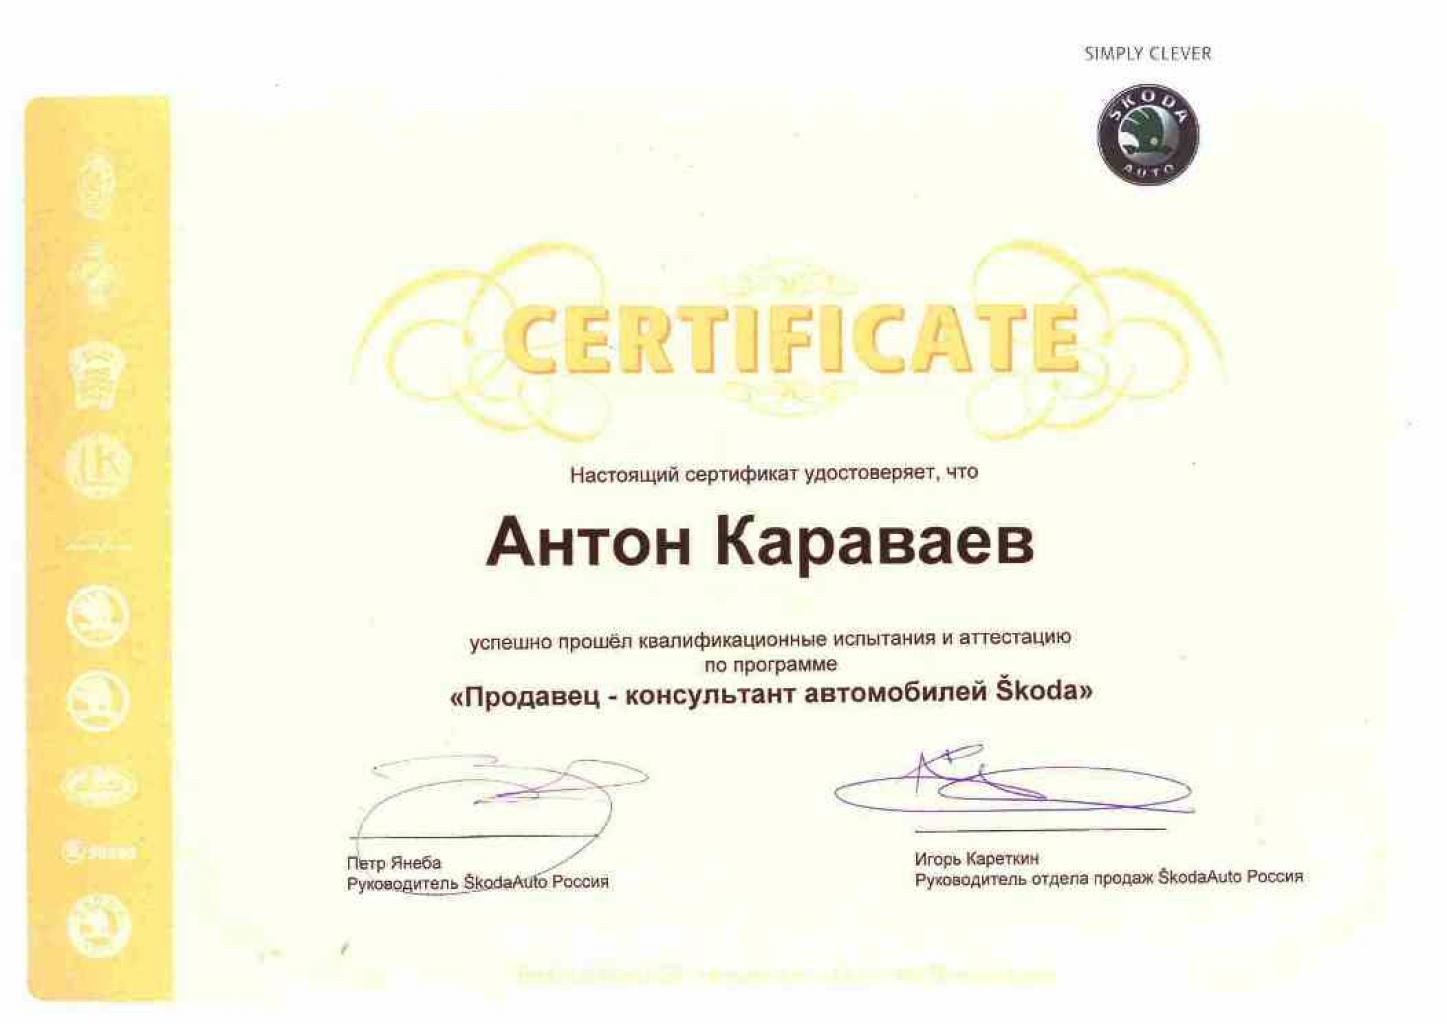 SIMPLY CLEVER
ŠKODA
AUTO
CERTIFICATE
Настоящий сертификат удостоверяет, что
Антон Караваев
успешно прошёл квалификационные испытания и аттестацию
по программе
«Продавец - консультант автомобилей Škoda»
Петр Янеба
Руководитель ŠkodaAuto Россия
Игорь Кареткин
Руководитель отдела продаж ŠkodaAuto Россия